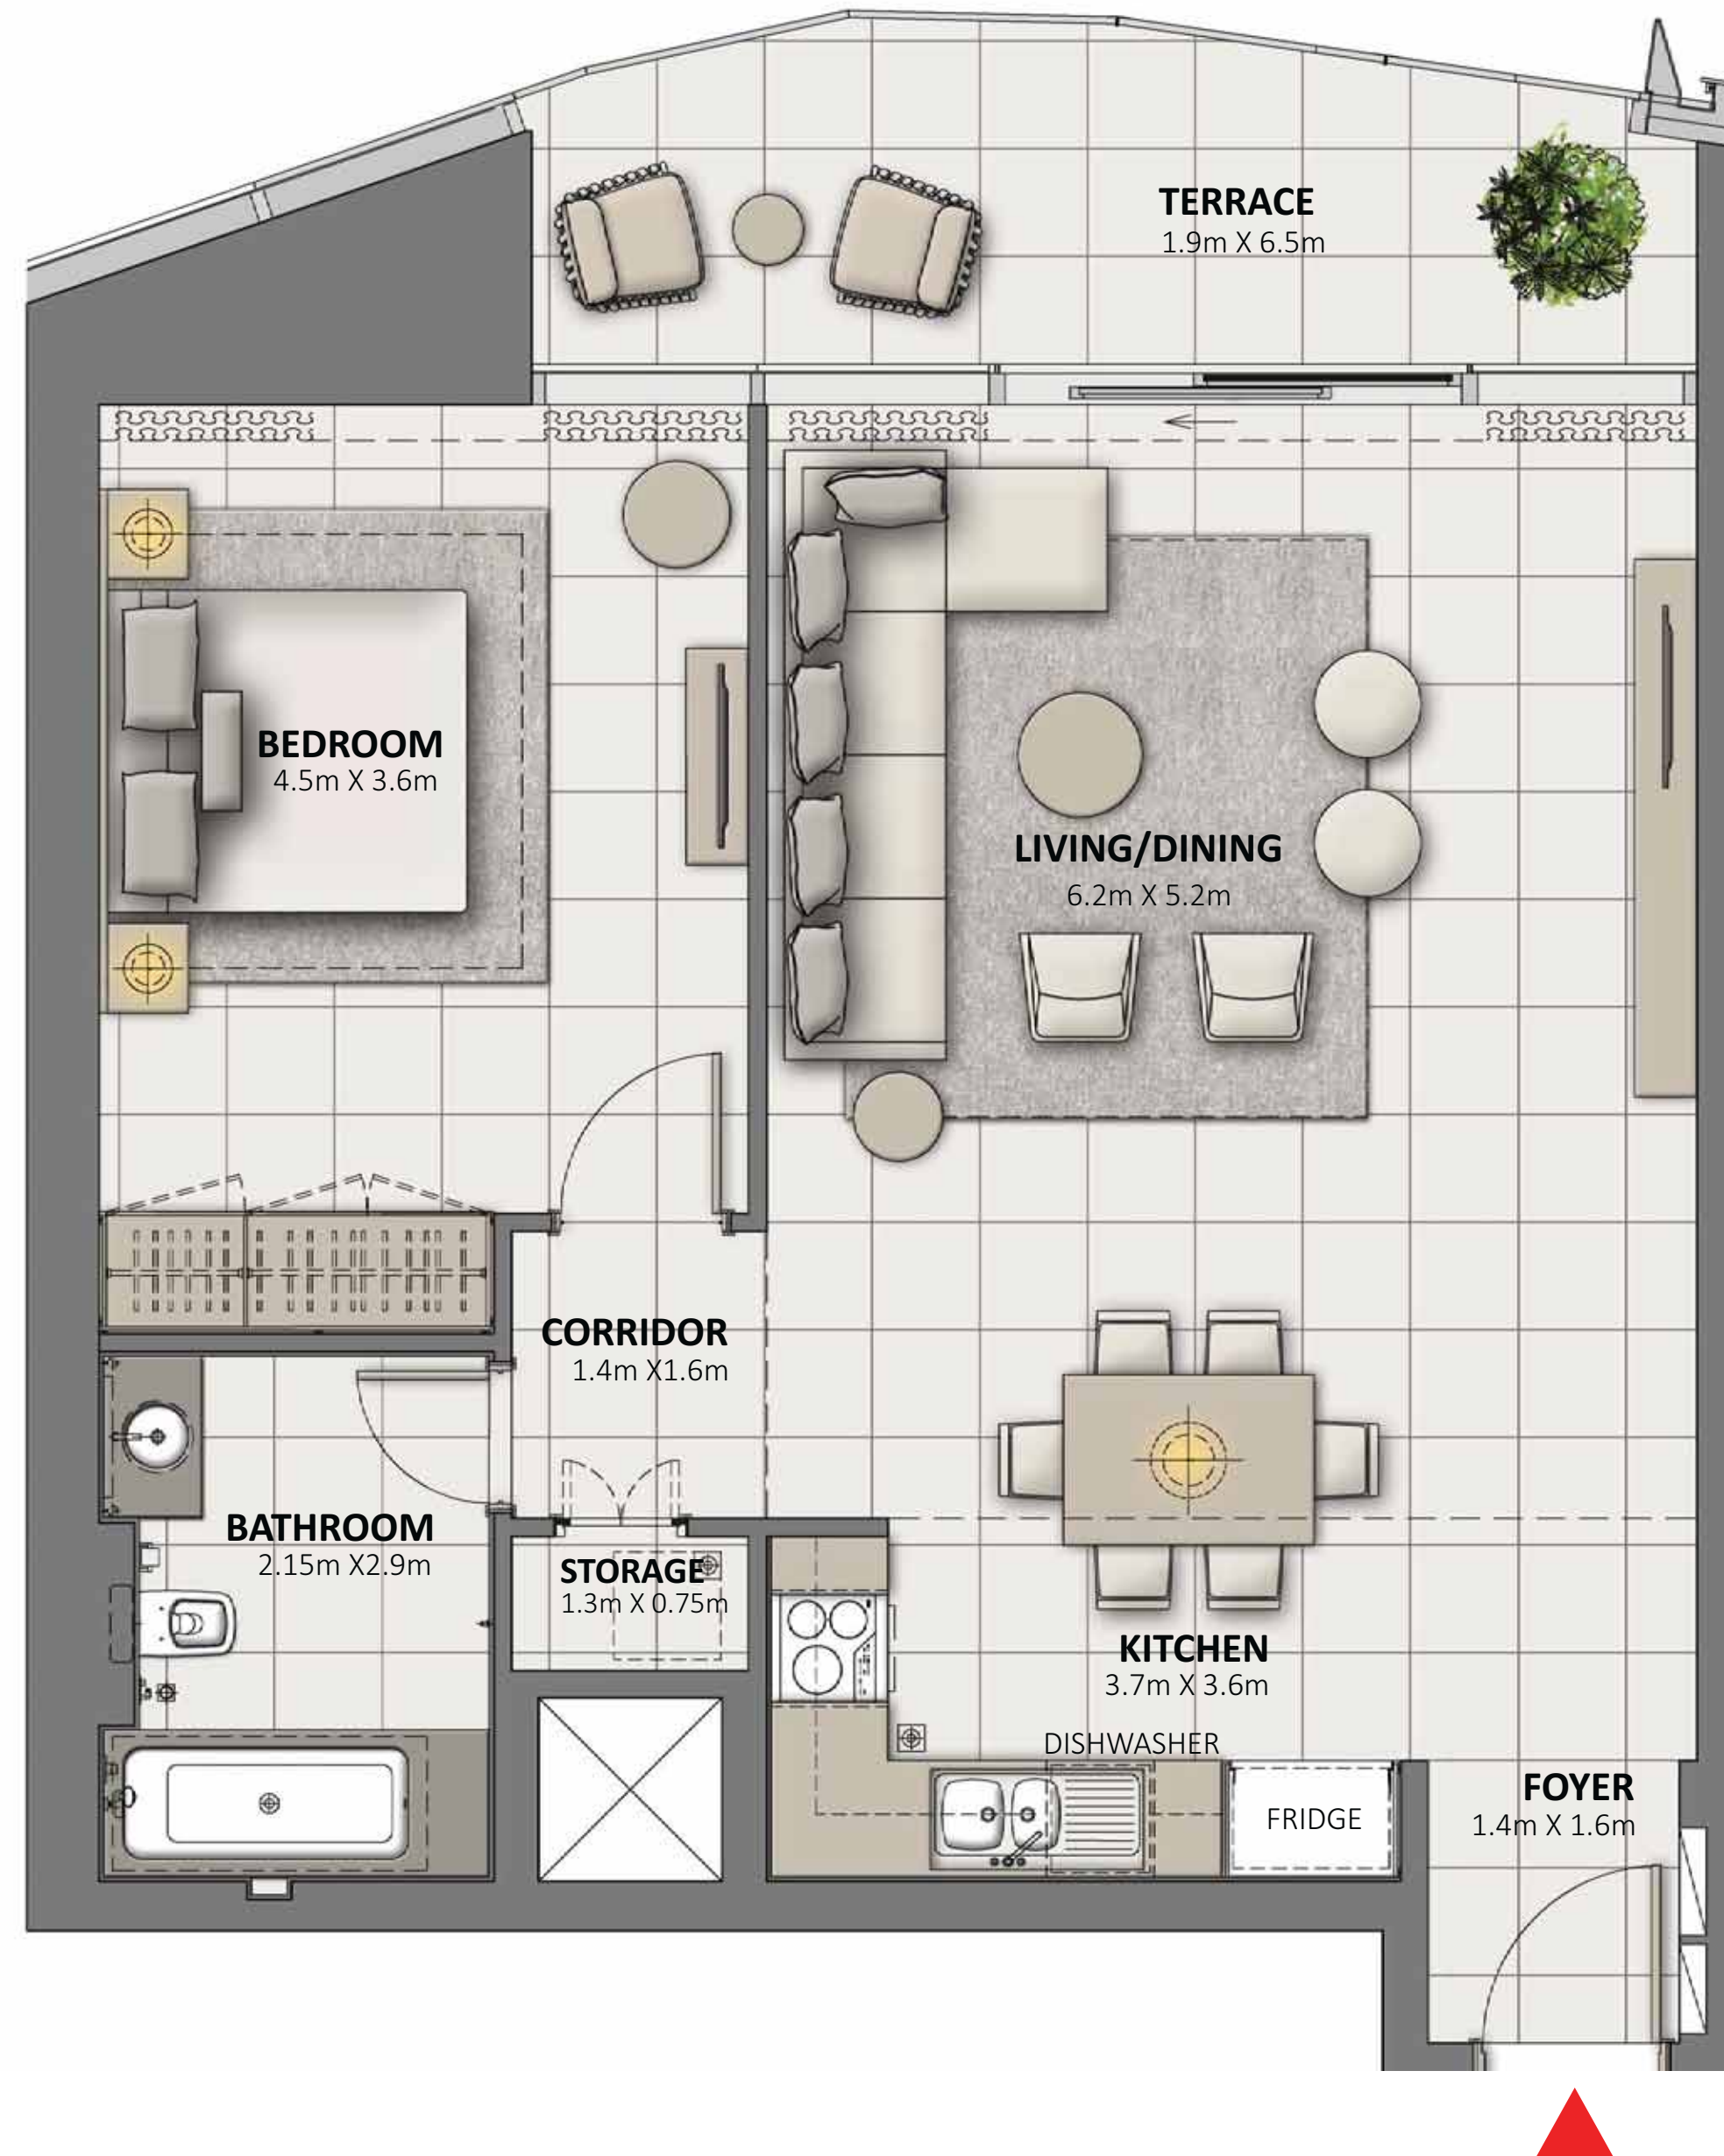 TERRACE
1.9m X 6.5m
BEDROOM
4.5m X 3.6m
LIVING/DINING
6.2m X 5.2m
CORRIDOR
1.4m X1.6m
BATHROOM
2.15m X2.9m
STORAGE
1.3m X 0.75m
KITCHEN
3.7m X 3.6m
DISHWASHER
FRIDGE
FOYER
1.4m X 1.6m